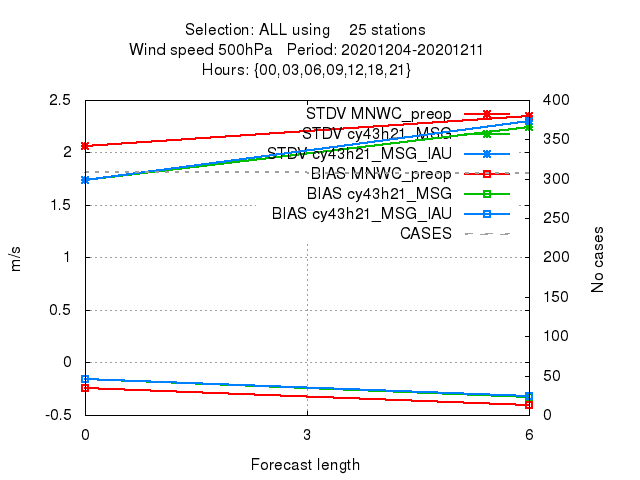 Selection: ALL using 25 stations
Wind speed 500hPa Period: 20201204-20201211
Hours: {00,03,06,09,12,18,21}
2.5
2
1.5
1
0.5
0
-0.5
m/s
400
350
300
250
200
150
100
50
0
No cases
STDV MNWC_preop
STDV cy43h21_MSG
STDV cy43h21_MSG_IAU
BIAS MNWC_preop
BIAS cy43h21_MSG
BIAS cy43h21_MSG_IAU
CASES
0 3 6
Forecast length